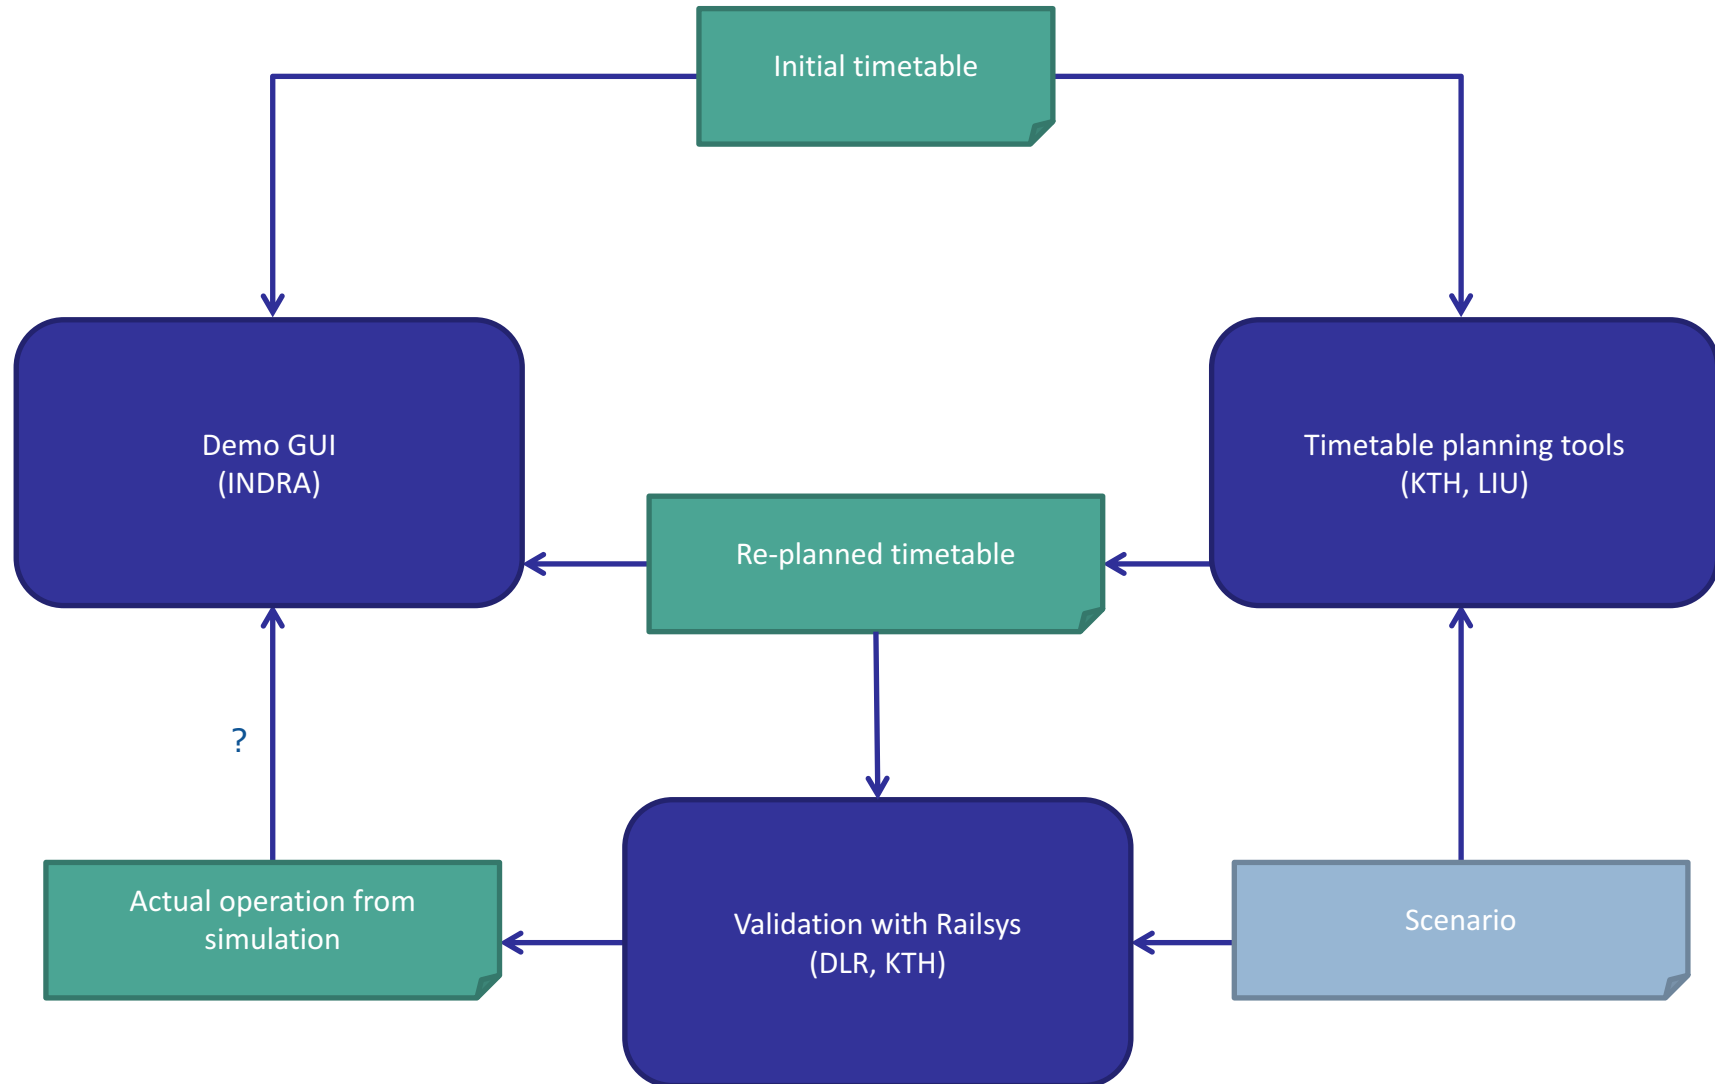 Initial timetable
Demo GUI
(INDRA)
Timetable planning tools
(KTH, LIU)
Re-planned timetable
?
Actual operation from
simulation
Validation with Railsys
(DLR, KTH)
Scenario